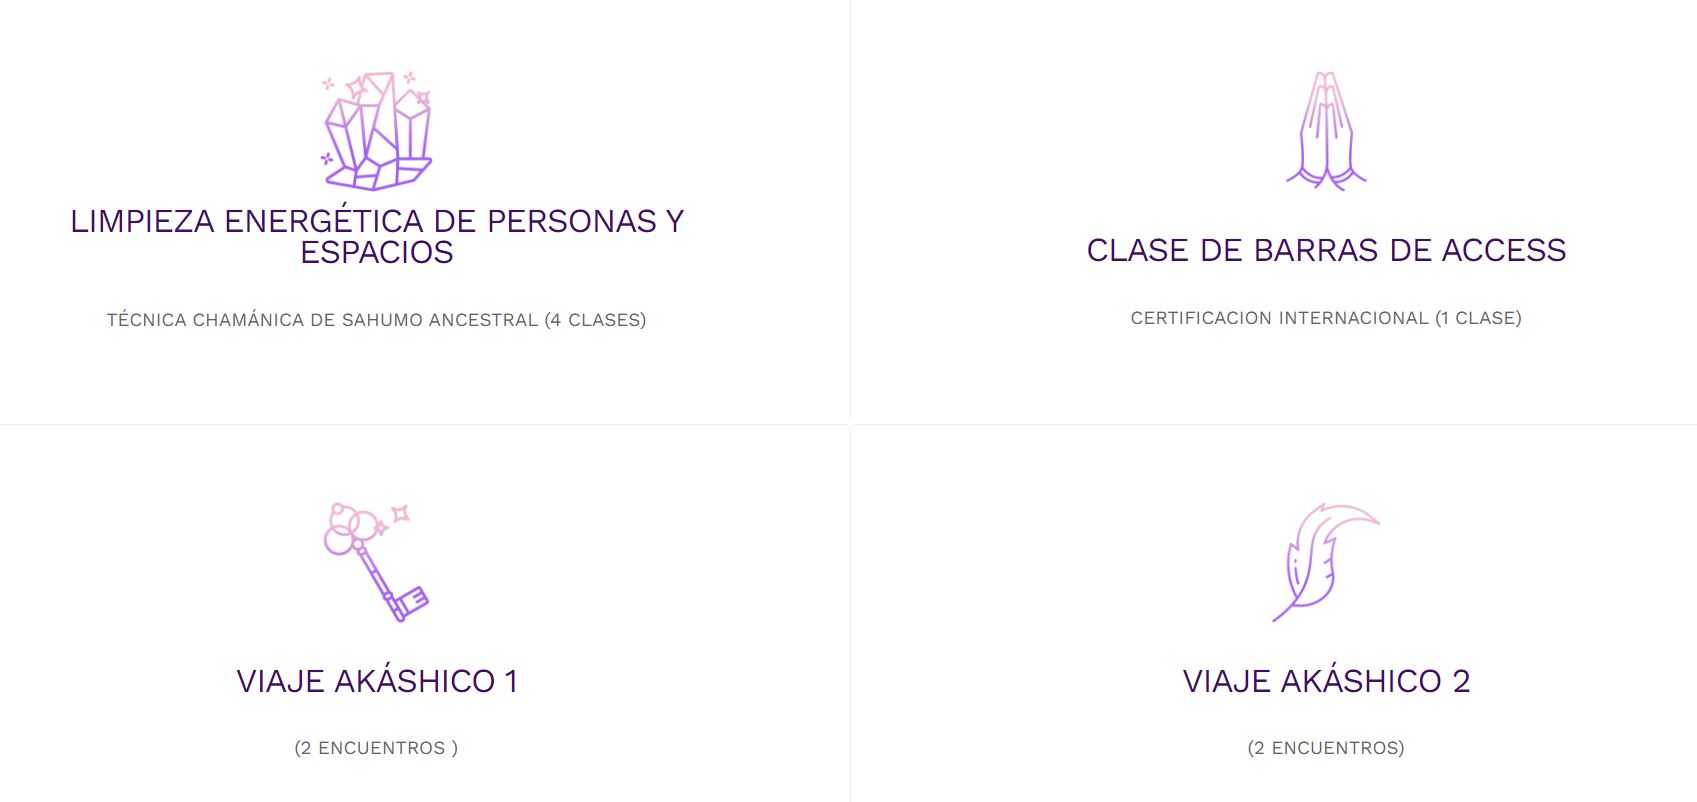 LIMPIEZA ENERGÉTICA DE PERSONAS Y
ESPACIOS
TÉCNICA CHAMÁNICA DE SAHUMO ANCESTRAL (4 CLASES)
CLASE DE BARRAS DE ACCESS
CERTIFICACION INTERNACIONAL (1 CLASE)
VIAJE AKÁSHICO 1
(2 ENCUENTROS )
VIAJE AKÁSHICO 2
(2 ENCUENTROS)